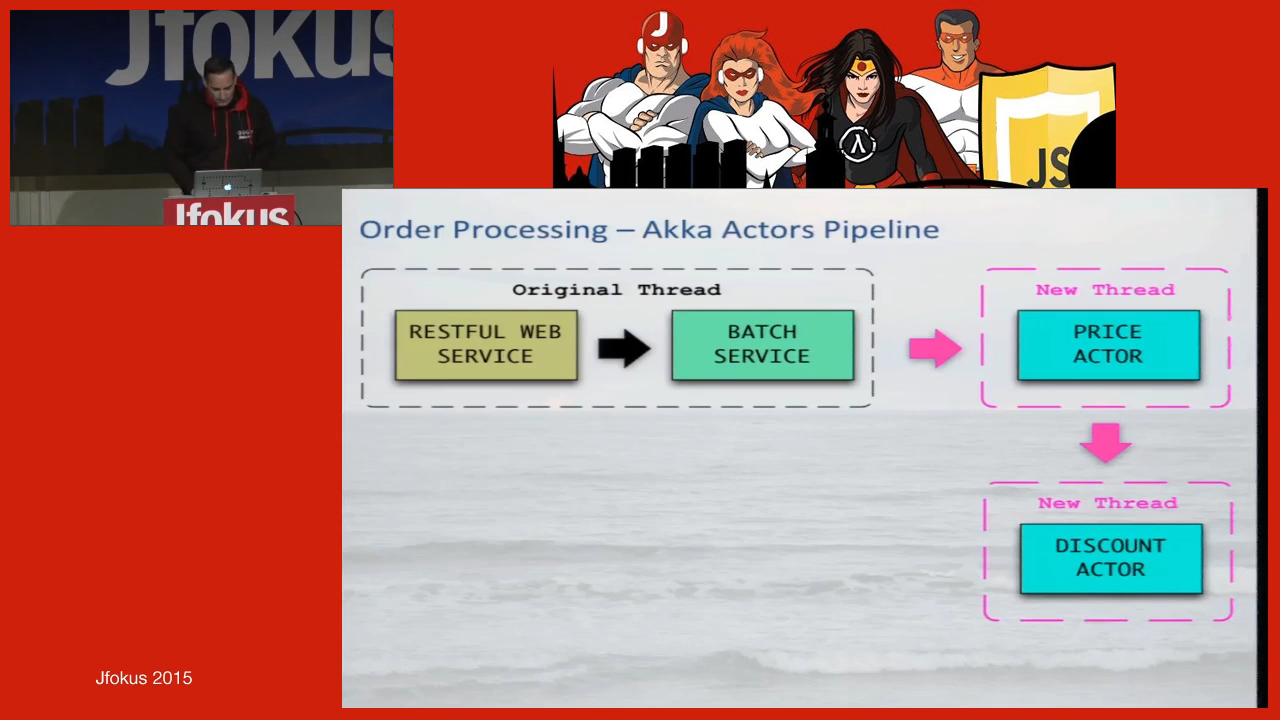 Jfokus
Jfokus
J
JS
Order Processing – Akka Actors Pipeline
Original Thread
RESTFUL WEB
SERVICE
BATCH
SERVICE
New Thread
PRICE
ACTOR
New Thread
DISCOUNT
ACTOR
Jfokus 2015